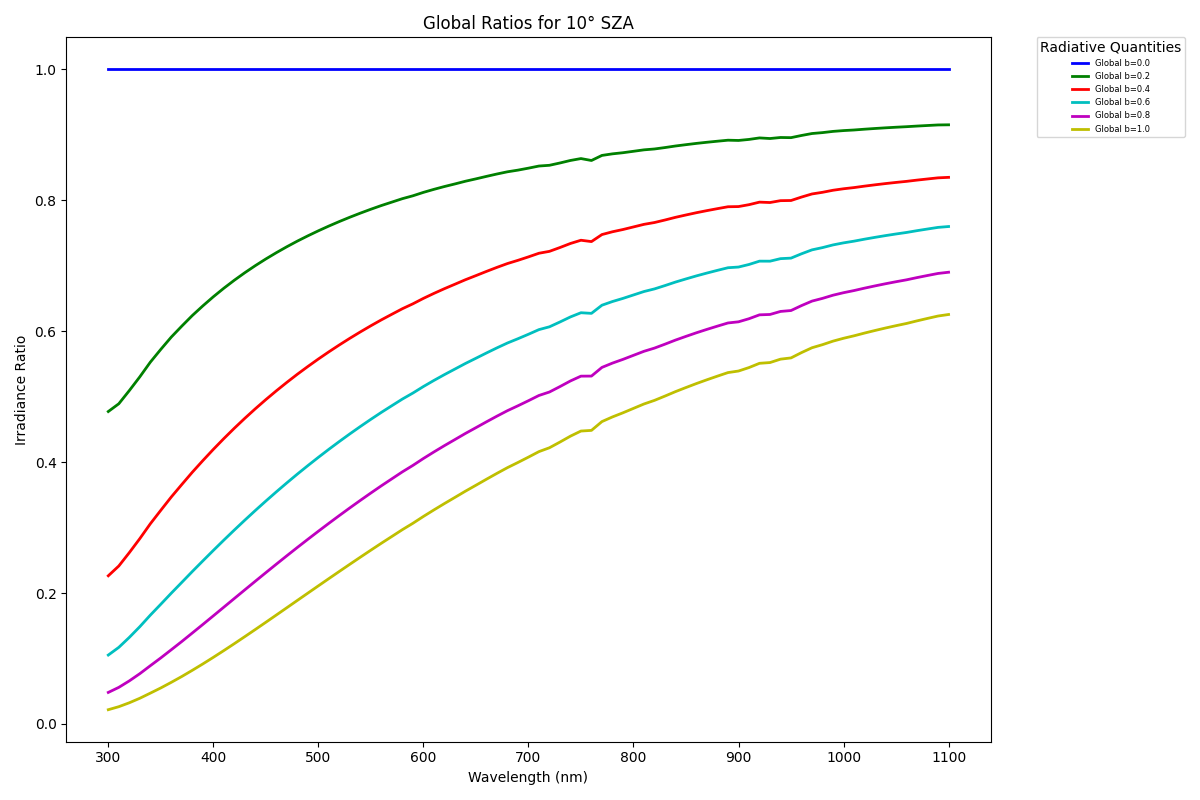 Global Ratios for 10° SZA
Radiative Quantities
Global b=0.0
Global b=0.2
Global b=0.4
Global b=0.6
Global b=0.8
Global b=1.0
Irradiance Ratio
1.0
0.8
0.6
0.4
0.2
0.0
300 400 500 600 700 800 900 1000 1100
Wavelength (nm)